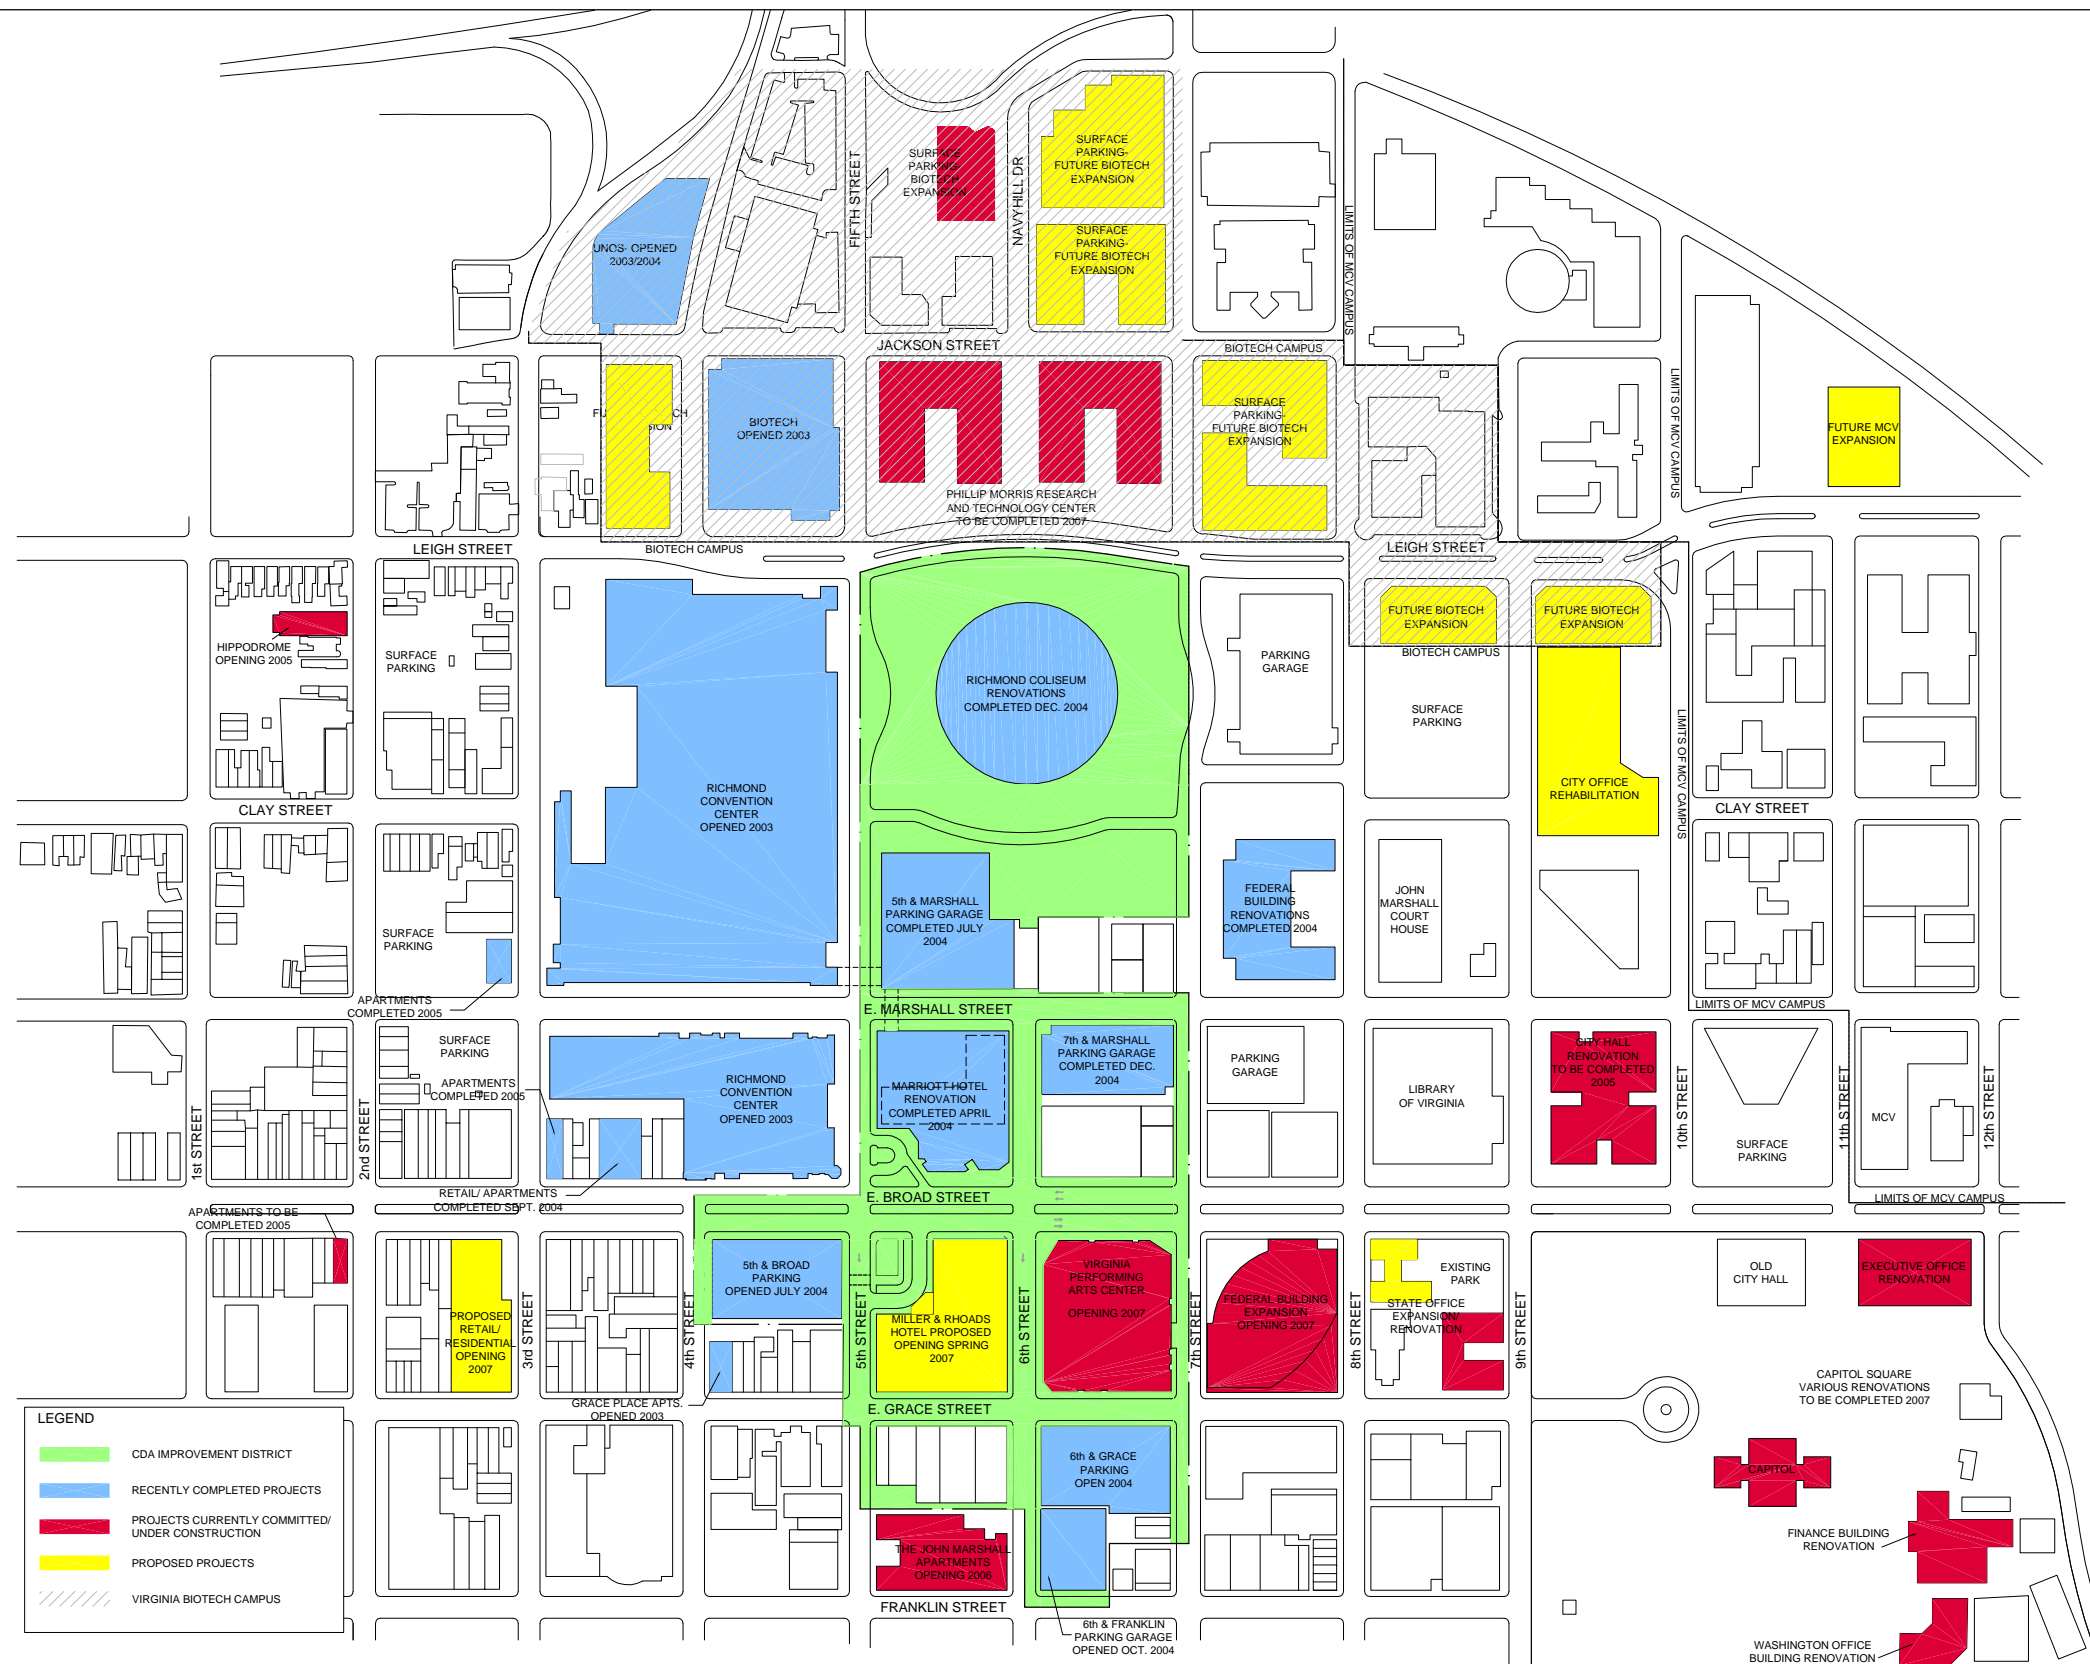 SURFACE
PARKING-
BIOTECH
EXPANSION
SURFACE
PARKING-
FUTURE BIOTECH
EXPANSION
FIFTH STREET
NAVYHILL DR
UNOS- OPENED
2003/2004
SURFACE
PARKING-
FUTURE BIOTECH
EXPANSION
LIMITS OF MCV CAMPUS
JACKSON STREET
BIOTECH CAMPUS
BIOTECH
OPENED 2003
SURFACE
PARKING-
FUTURE BIOTECH
EXPANSION
LIMITS OF MCV CAMPUS
FUTURE MCV
EXPANSION
PHILLIP MORRIS RESEARCH
AND TECHNOLOGY CENTER
TO BE COMPLETED 2007
LEIGH STREET
BIOTECH CAMPUS
LEIGH STREET
HIPPODROME
OPENING 2005
SURFACE
PARKING
RICHMOND COLISEUM
RENOVATIONS
COMPLETED DEC. 2004
PARKING
GARAGE
FUTURE BIOTECH
EXPANSION
FUTURE BIOTECH
EXPANSION
BIOTECH CAMPUS
SURFACE
PARKING
LIMITS OF MCV CAMPUS
CITY OFFICE
REHABILITATION
CLAY STREET
RICHMOND
CONVENTION
CENTER
OPENED 2003
CLAY STREET
SURFACE
PARKING
5th & MARSHALL
PARKING GARAGE
COMPLETED JULY
2004
FEDERAL
BUILDING
RENOVATIONS
COMPLETED 2004
JOHN
MARSHALL
COURT
HOUSE
APARTMENTS
COMPLETED 2005
E. MARSHALL STREET
LIMITS OF MCV CAMPUS
SURFACE
PARKING
APARTMENTS
COMPLETED 2005
RICHMOND
CONVENTION
CENTER
OPENED 2003
MARRIOTT HOTEL
RENOVATION
COMPLETED APRIL
2004
7th & MARSHALL
PARKING GARAGE
COMPLETED DEC.
2004
PARKING
GARAGE
LIBRARY
OF VIRGINIA
CITY HALL
RENOVATION
TO BE COMPLETED
2005
10th STREET
SURFACE
PARKING
11th STREET
MCV
12th STREET
1st STREET
2nd STREET
RETAIL/ APARTMENTS
COMPLETED SEPT. 2004
E. BROAD STREET
LIMITS OF MCV CAMPUS
APARTMENTS TO BE
COMPLETED 2005
PROPOSED
RETAIL/
RESIDENTIAL
OPENING
2007
3rd STREET
4th STREET
5th & BROAD
PARKING
OPENED JULY 2004
5th STREET
MILLER & RHOADS
HOTEL PROPOSED
OPENING SPRING
2007
6th STREET
VIRGINIA
PERFORMING
ARTS CENTER
OPENING 2007
7th STREET
FEDERAL BUILDING
EXPANSION
OPENING 2007
8th STREET
EXISTING
PARK
STATE OFFICE
EXPANSION/
RENOVATION
9th STREET
OLD
CITY HALL
EXECUTIVE OFFICE
RENOVATION
CAPITOL SQUARE
VARIOUS RENOVATIONS
TO BE COMPLETED 2007
GRACE PLACE APTS.
OPENED 2003
E. GRACE STREET
6th & GRACE
PARKING
OPEN 2004
CAPITOL
FINANCE BUILDING
RENOVATION
THE JOHN MARSHALL
APARTMENTS
OPENING 2006
FRANKLIN STREET
6th & FRANKLIN
PARKING GARAGE
OPENED OCT. 2004
WASHINGTON OFFICE
BUILDING RENOVATION
LEGEND
CDA IMPROVEMENT DISTRICT
RECENTLY COMPLETED PROJECTS
PROJECTS CURRENTLY COMMITTED/
UNDER CONSTRUCTION
PROPOSED PROJECTS
VIRGINIA BIOTECH CAMPUS